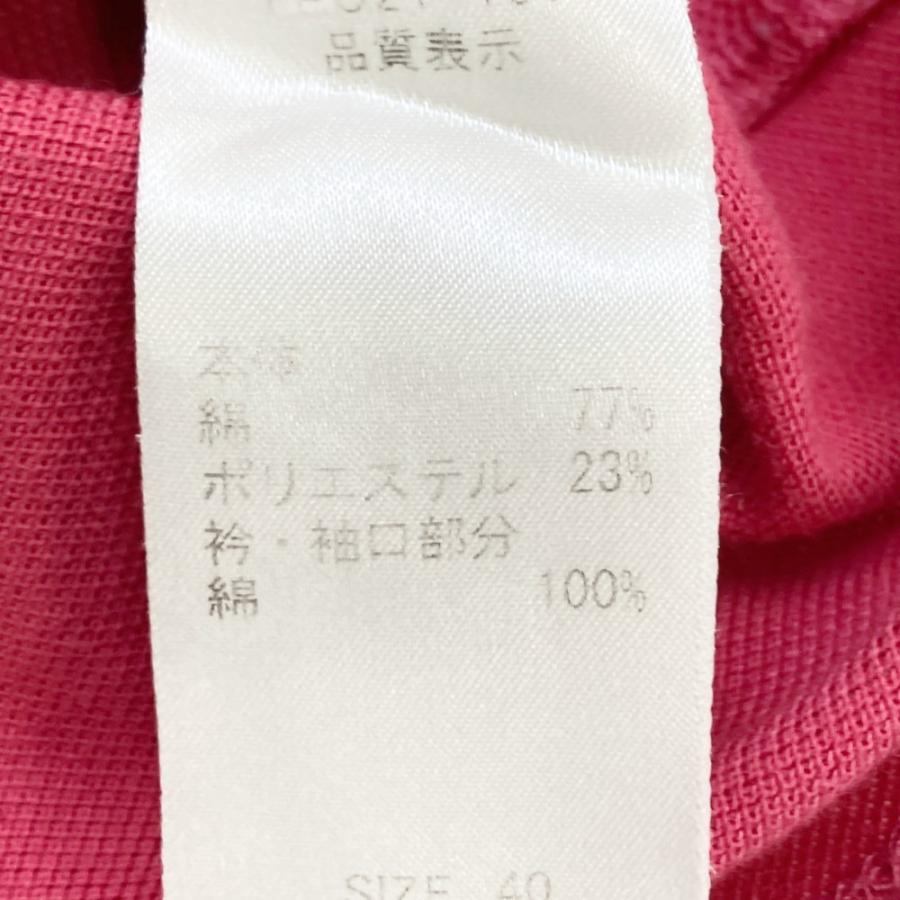 品質表示
本体
綿 77%
ポリエステル 23%
衿・袖口部分
綿 100%
SIZE 40